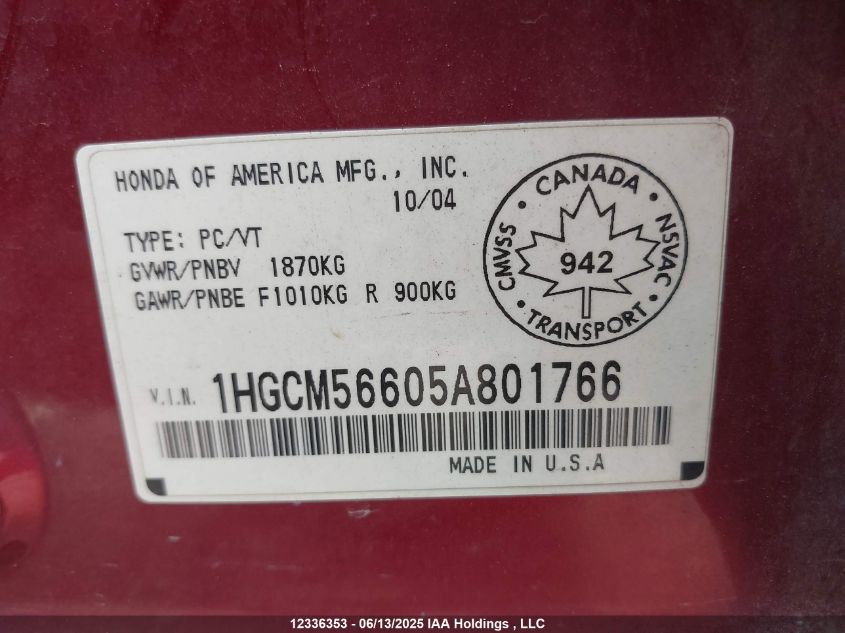 HONDA OF AMERICA MFG., INC.
10/04
TYPE: PC/VT
GVWR/PNBV 1870KG
GAWR/PNBE F1010KG R 900KG
CMVSS • CANADA • NSVAC • TRANSPORT •
942
V.I.N. 1HGCM56605A801766
MADE IN U.S.A
12336353 - 06/13/2025 IAA Holdings , LLC